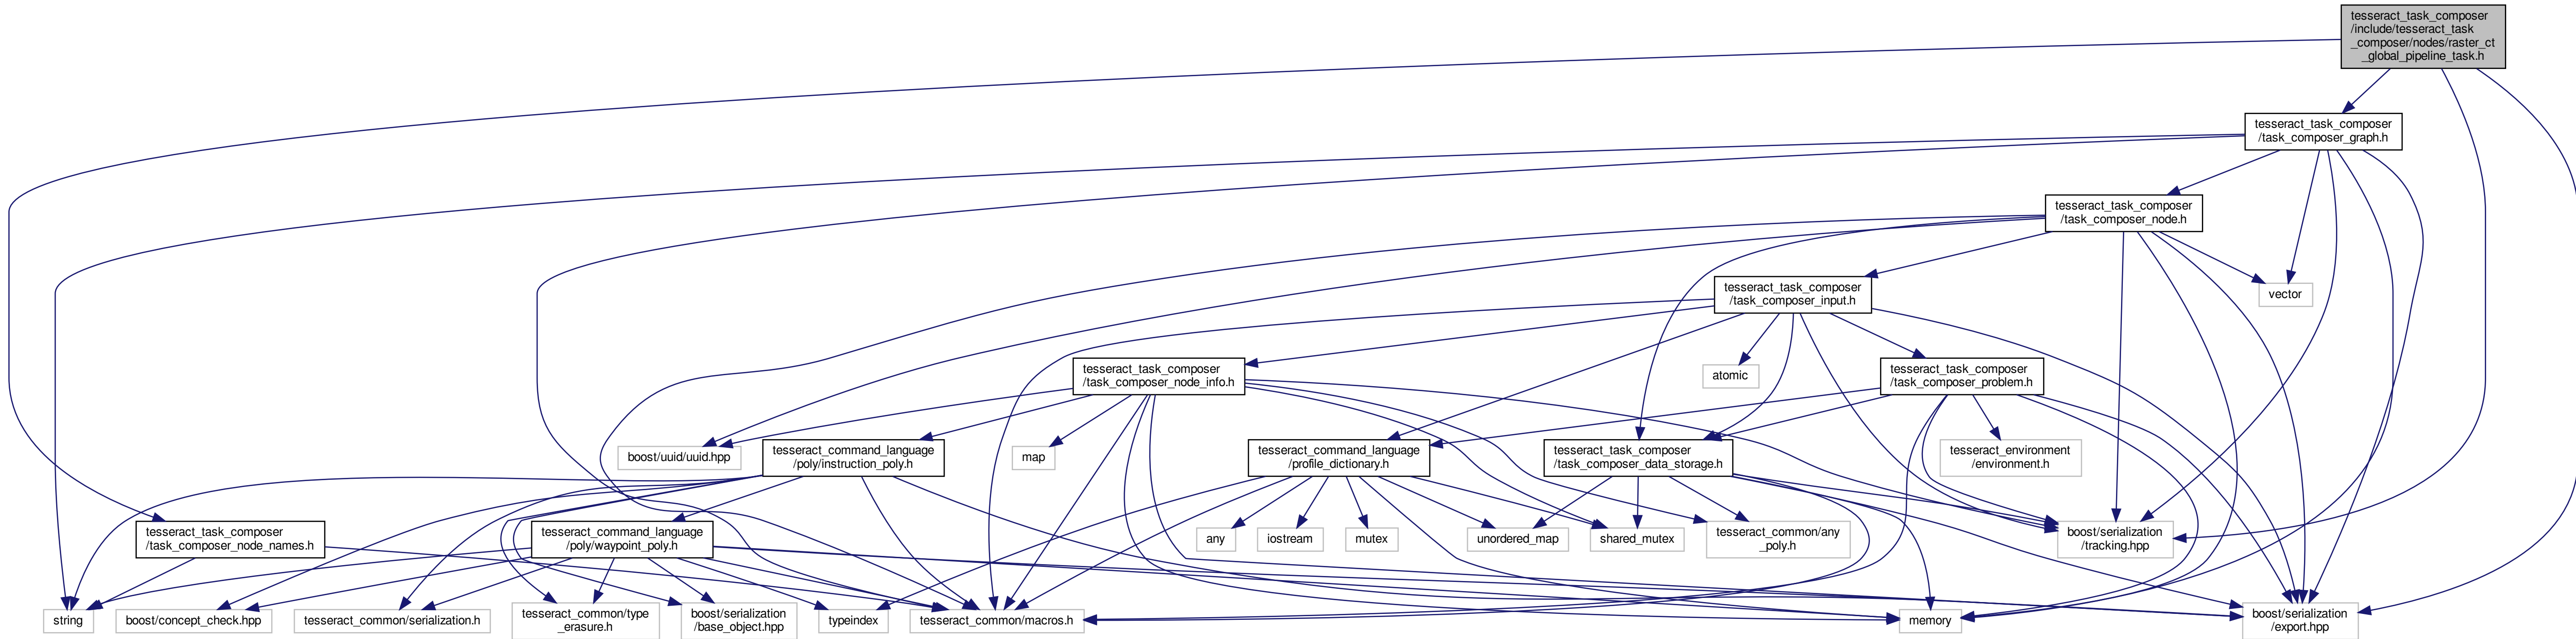 tesseract_task_composer
/include/tesseract_task
_composer/nodes/raster_ct
_global_pipeline_task.h
tesseract_task_composer
/task_composer_graph.h
tesseract_task_composer
/task_composer_node.h
tesseract_task_composer
/task_composer_input.h
vector
tesseract_task_composer
/task_composer_node_info.h
atomic
tesseract_task_composer
/task_composer_problem.h
boost/uuid/uuid.hpp
tesseract_command_language
/poly/instruction_poly.h
map
tesseract_command_language
/profile_dictionary.h
tesseract_task_composer
/task_composer_data_storage.h
tesseract_environment
/environment.h
tesseract_task_composer
/task_composer_node_names.h
tesseract_command_language
/poly/waypoint_poly.h
any
iostream
mutex
unordered_map
shared_mutex
tesseract_common/any
_poly.h
boost/serialization
/tracking.hpp
string
boost/concept_check.hpp
tesseract_common/serialization.h
tesseract_common/type
_erasure.h
boost/serialization
/base_object.hpp
typeindex
tesseract_common/macros.h
memory
boost/serialization
/export.hpp